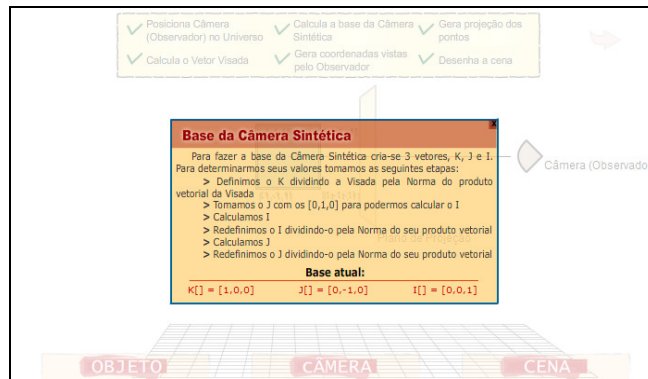 Posiciona Câmera
(Observador) no Universo
Calcula a base da Câmera
Sintética
Gera projeção dos
pontos
Calcula o Vetor Visada
Gera coordenadas vistas
pelo Observador
Desenha a cena
x
Base da Câmera Sintética
Para fazer a base da Câmera Sintética cria-se 3 vetores, K, J e I.
Para determinarmos seus valores tomamos as seguintes etapas:
> Definimos o K dividindo a Visada pela Norma do produto
vetorial da Visada
> Tomamos o J com os [0,1,0] para podermos calcular o I
> Calculamos I
> Redefinimos o I dividindo-o pela Norma do seu produto vetorial
> Calculamos J
> Redefinimos o J dividindo-o pela Norma do seu produto vetorial
Base atual:
K[] = [1,0,0] J[] = [0,-1,0] I[] = [0,0,1]
Câmera (Observado
Plano de Projeção
OBJETO CÂMERA CENA